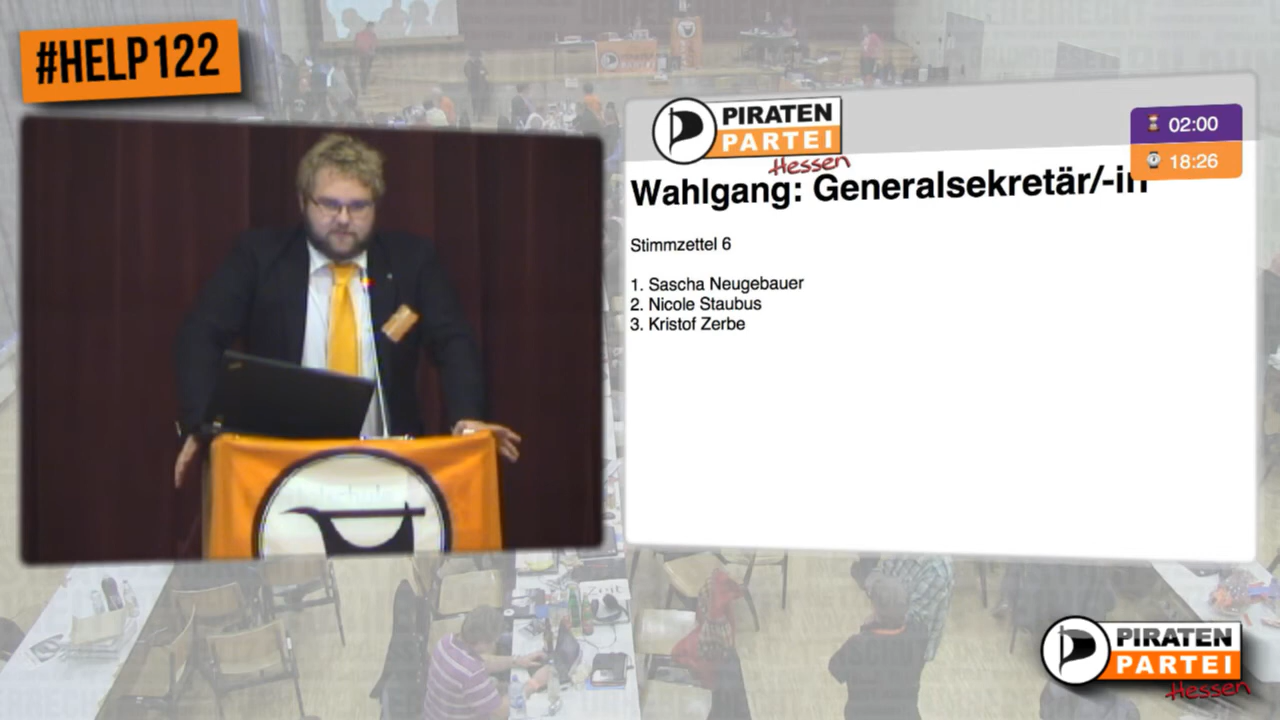 #HELP122
PIRATEN
PARTEI
Hessen
02:00
18:26
Wahlgang: Generalsekretär/-in
Stimmzettel 6
1. Sascha Neugebauer
2. Nicole Staubus
3. Kristof Zerbe
PIRATEN
PARTEI
Hessen